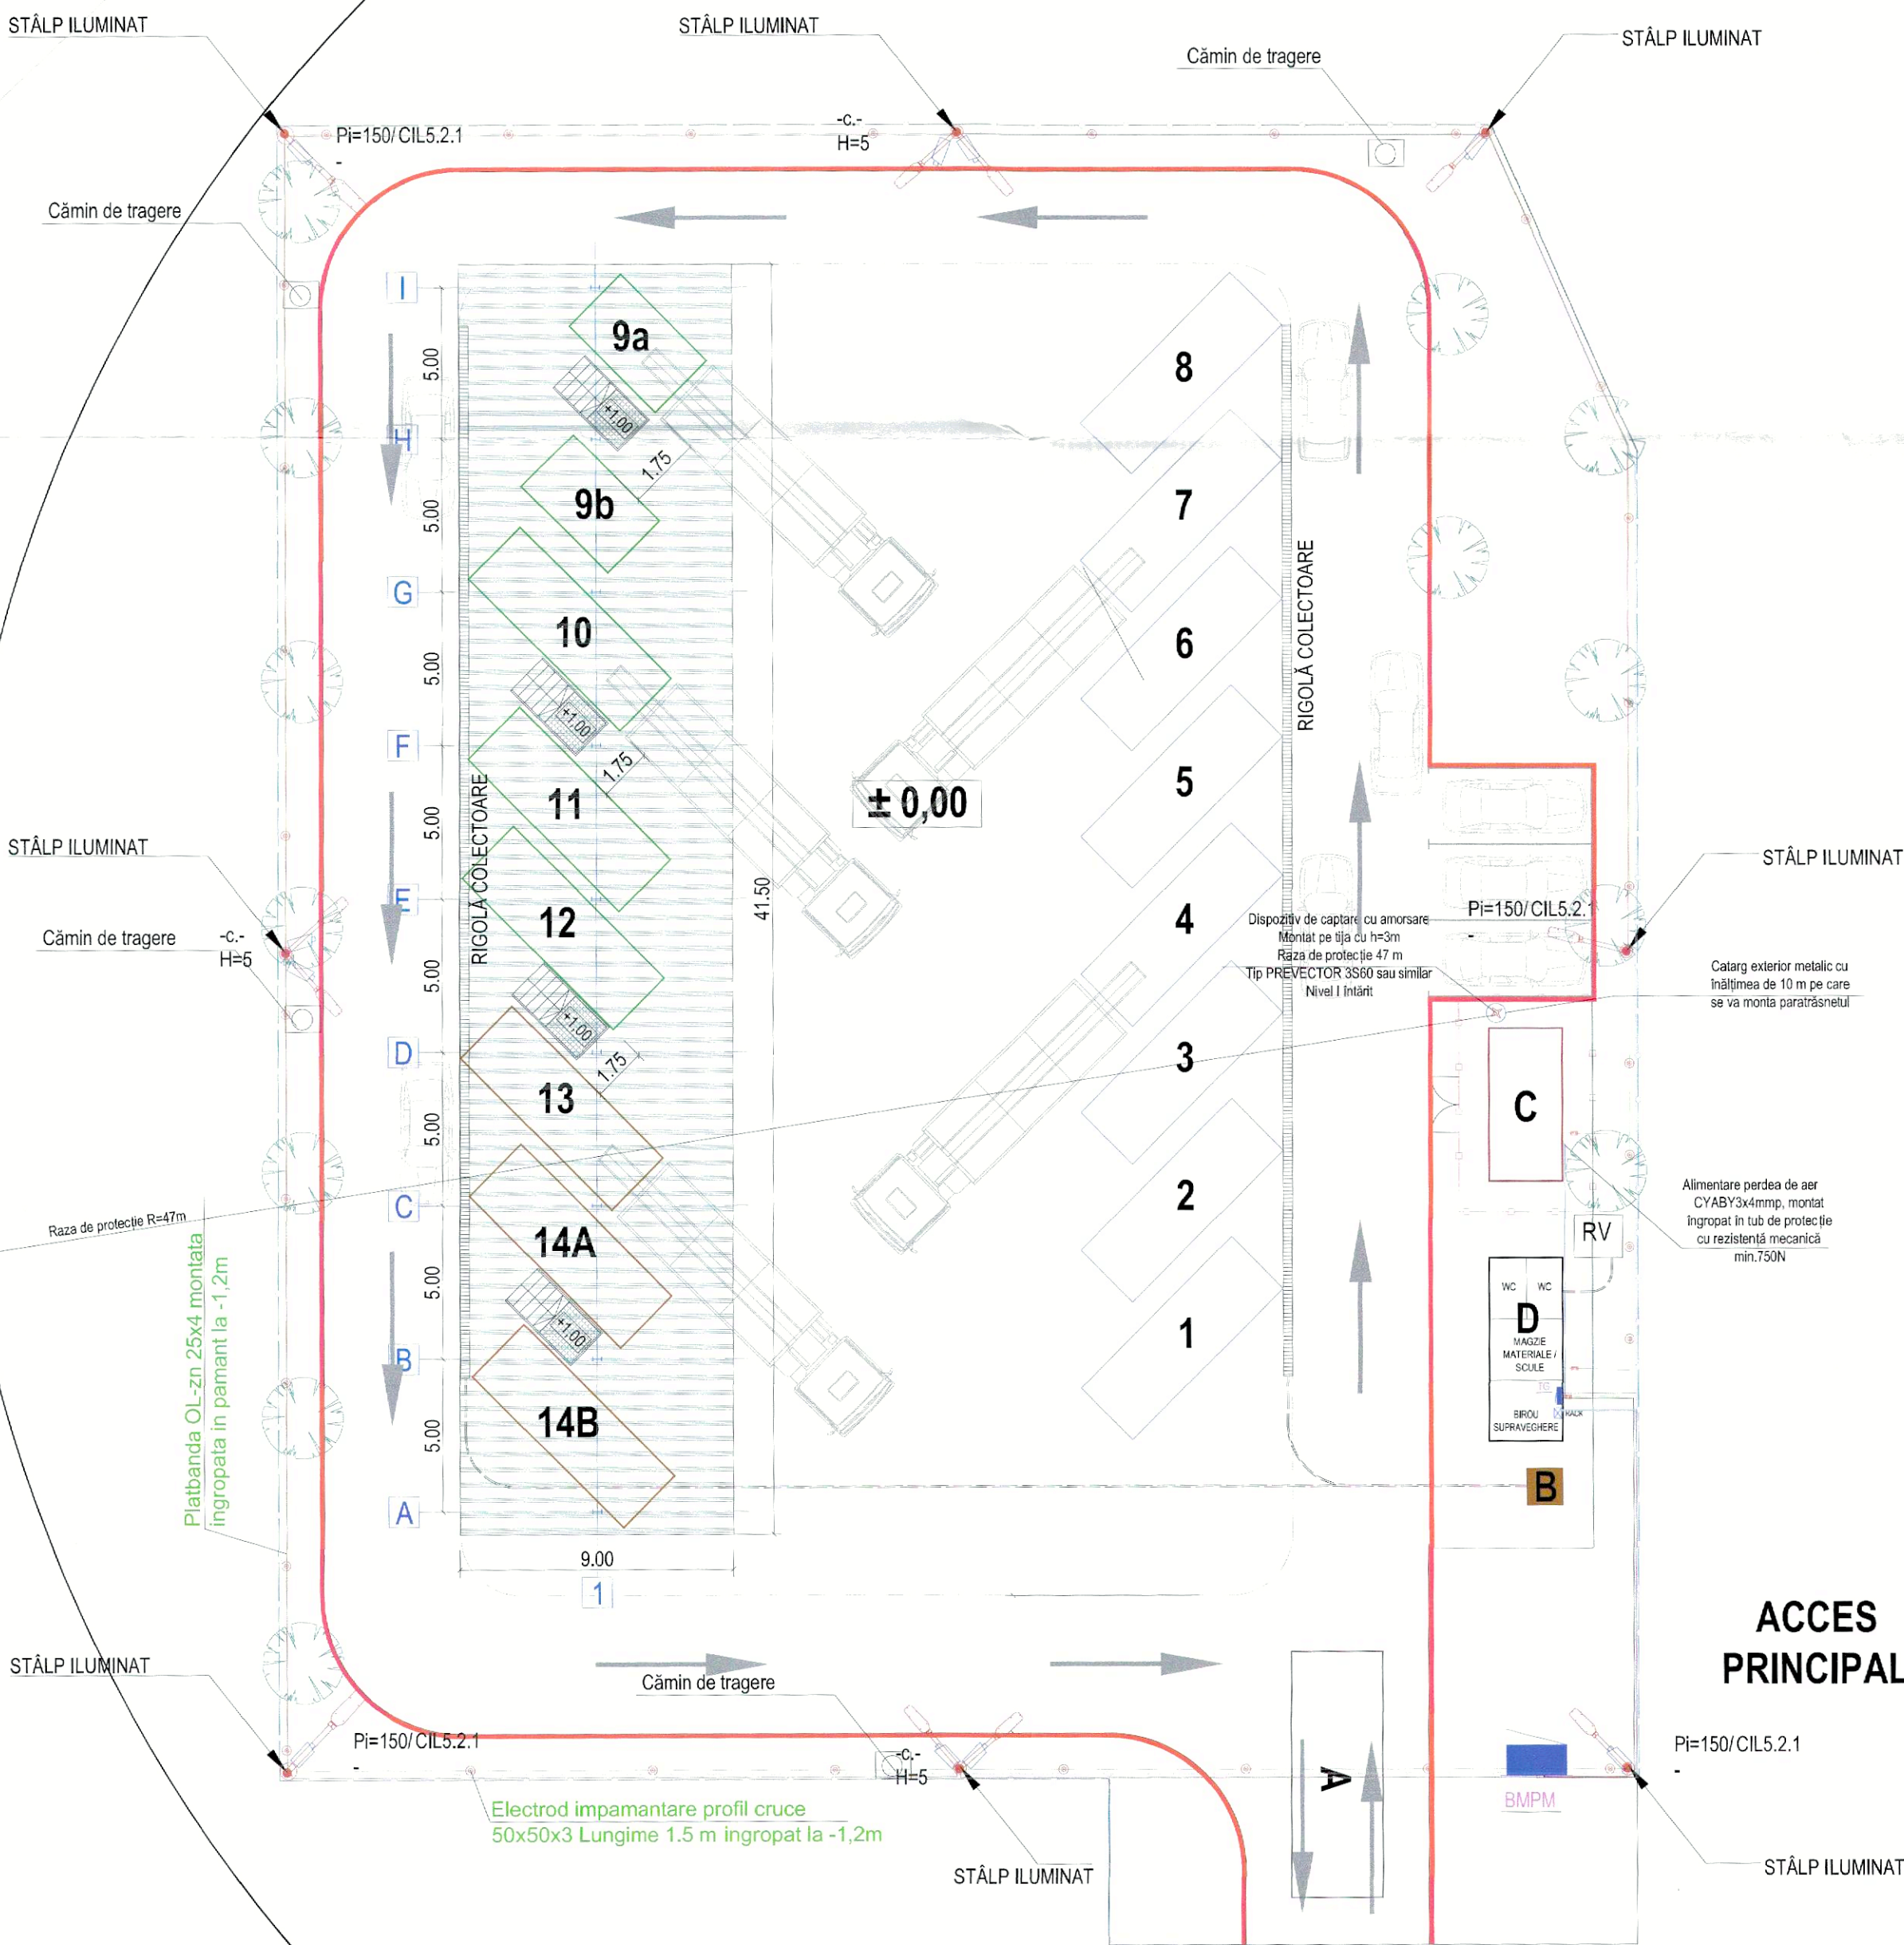 STÂLP ILUMINAT
STÂLP ILUMINAT
STÂLP ILUMINAT
Cămin de tragere
Pi=150/ CIL5.2.1
-
-c.-
H=5
Cămin de tragere
I
5.00
H
5.00
G
5.00
F
5.00
E
5.00
D
5.00
C
5.00
B
5.00
A
9a
+1,00
1.75
9b
10
+1,00
1.75
11
12
+1,00
1.75
13
14A
+1,00
14B
RIGOLĂ COLECTOARE
41.50
9.00
1
± 0,00
8
7
6
5
4
3
2
1
RIGOLĂ COLECTOARE
STÂLP ILUMINAT
Cămin de tragere
-c.-
H=5
STÂLP ILUMINAT
Pi=150/ CIL5.2.1
-
Dispozitiv de captare cu amorsare
Montat pe tija cu h=3m
Raza de protecție 47 m
Tip PREVECTOR 3S60 sau similar
Nivel I întărit
Catarg exterior metalic cu
înălțimea de 10 m pe care
se va monta paratrăsnetul
C
Alimentare perdea de aer
CYABY3x4mmp, montat
îngropat în tub de protecție
cu rezistență mecanică
min.750N
RV
WC WC
D
MAGZIE
MATERIALE /
SCULE
TG
RACK
BIROU
SUPRAVEGHERE
B
Raza de protecție R=47m
Platbanda OL-zn 25x4 montata
ingropata in pamant la -1,2m
ACCES
PRINCIPAL
STÂLP ILUMINAT
Cămin de tragere
Pi=150/ CIL5.2.1
-
-c.-
H=5
A
Pi=150/ CIL5.2.1
-
BMPM
Electrod impamantare profil cruce
50x50x3 Lungime 1.5 m ingropat la -1,2m
STÂLP ILUMINAT
STÂLP ILUMINAT